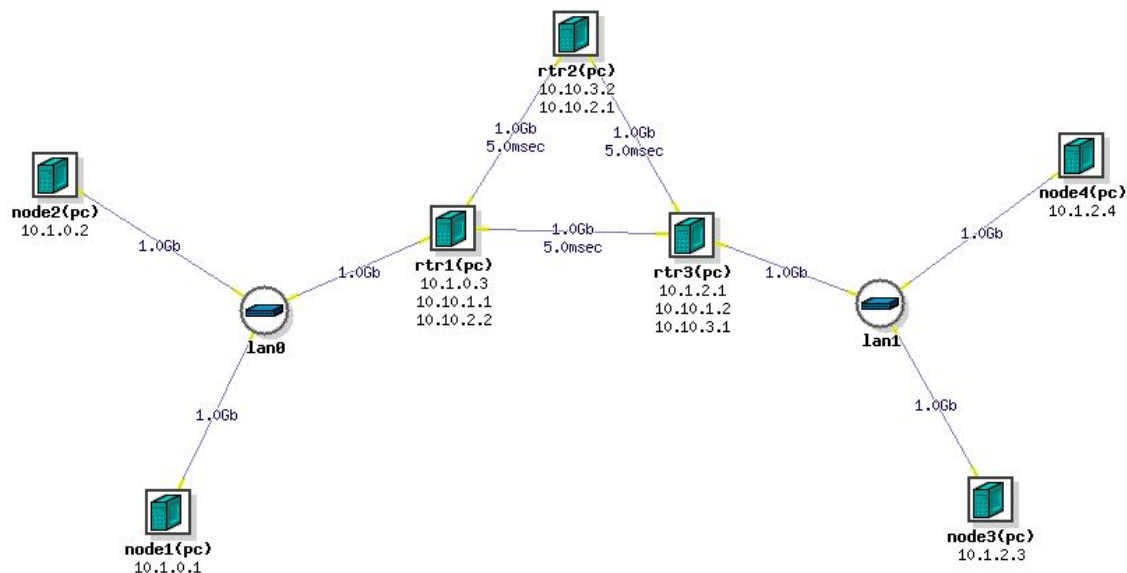 rtr2(pc)
10.10.3.2
10.10.2.1
1.0Gb
5.0msec
1.0Gb
5.0msec
node2(pc)
10.1.0.2
node4(pc)
10.1.2.4
1.0Gb
1.0Gb
rtr1(pc)
10.1.0.3
10.10.1.1
10.10.2.2
1.0Gb
5.0msec
rtr3(pc)
10.1.2.1
10.10.1.2
10.10.3.1
1.0Gb
1.0Gb
lan0
lan1
1.0Gb
1.0Gb
node1(pc)
10.1.0.1
node3(pc)
10.1.2.3